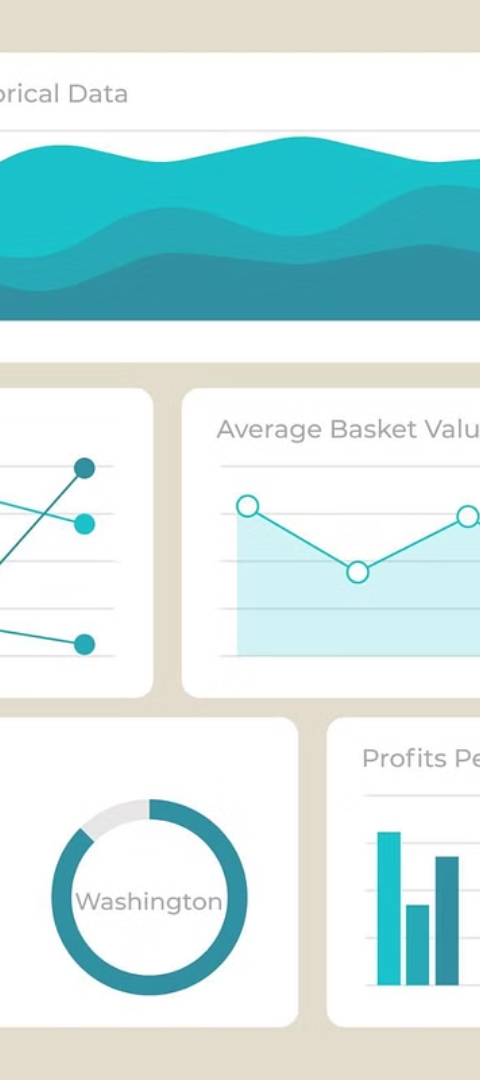 orical Data
Average Basket Valu
Washington
Profits Pe